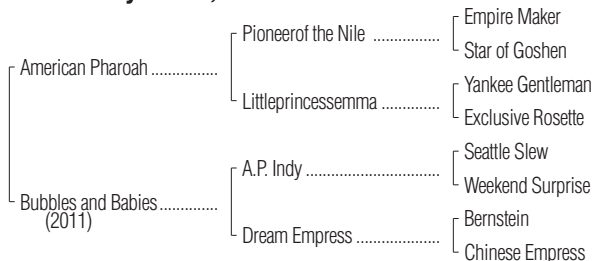 Empire Maker
Pioneerof the Nile ................
Star of Goshen
American Pharoah ................
Yankee Gentleman
Littleprincessemma ..............
Exclusive Rosette
Seattle Slew
A.P. Indy ................................
Weekend Surprise
Bubbles and Babies ..............
(2011)
Bernstein
Dream Empress ....................
Chinese Empress